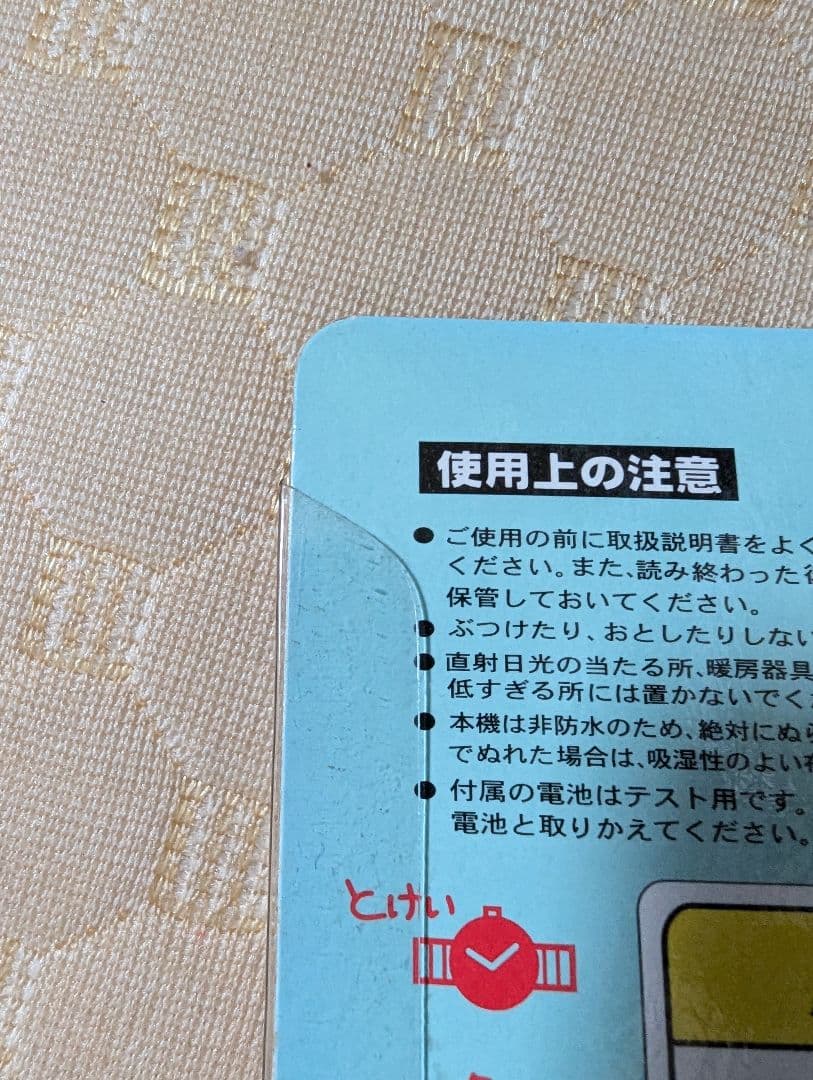 使用上の注意
● ご使用の前に取扱説明書をよく
ください。また、読み終わった後
保管しておいてください。
● ぶつけたり、おとしたりしない
● 直射日光の当たる所、暖房器具
低すぎる所には置かないでくだ
● 本機は非防水のため、絶対にぬら
でぬれた場合は、吸湿性のよい布
● 付属の電池はテスト用です。
電池と取りかえてください。
とけい